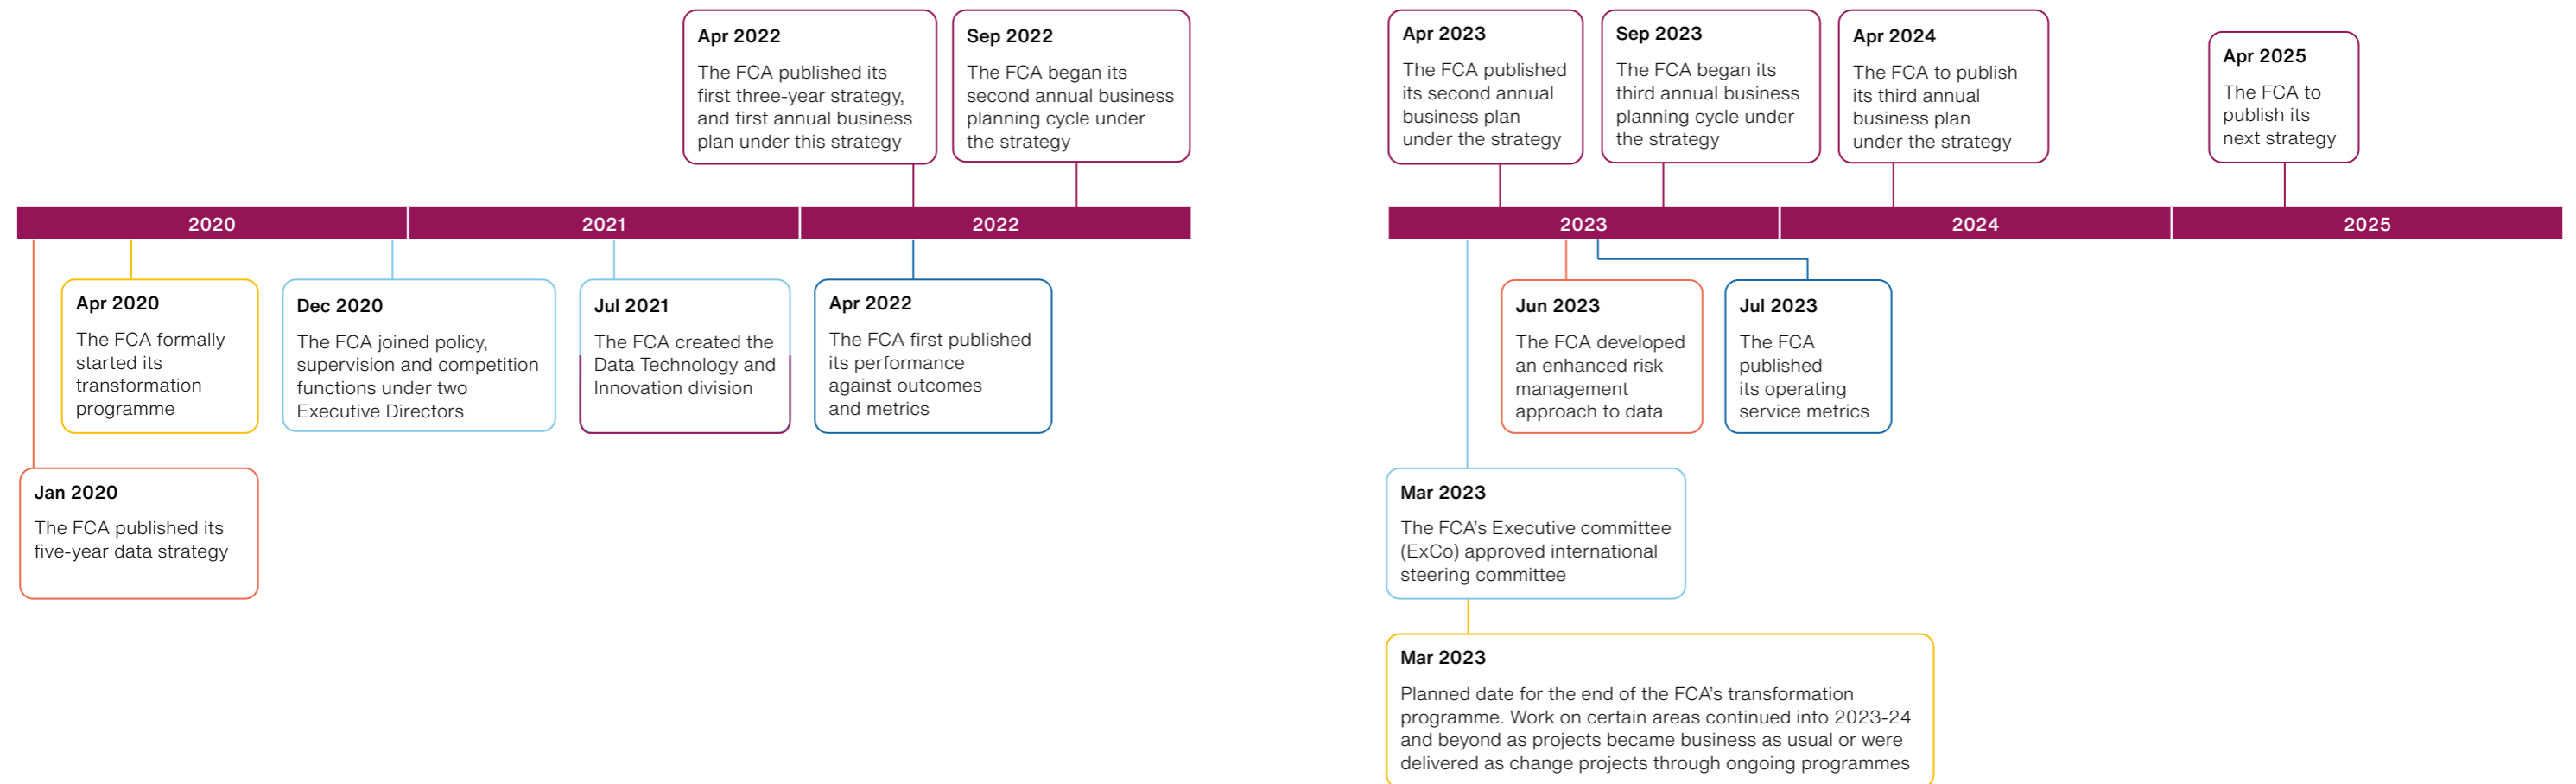 Apr 2022
The FCA published its
first three-year strategy,
and first annual business
plan under this strategy
Sep 2022
The FCA began its
second annual business
planning cycle under
the strategy
Apr 2023
The FCA published
its second annual
business plan
under the strategy
Sep 2023
The FCA began its
third annual business
planning cycle under
the strategy
Apr 2024
The FCA to publish
its third annual
business plan
under the strategy
Apr 2025
The FCA to
publish its
next strategy
2020
2021
2022
2023
2024
2025
Apr 2020
The FCA formally
started its
transformation
programme
Dec 2020
The FCA joined policy,
supervision and competition
functions under two
Executive Directors
Jul 2021
The FCA created the
Data Technology and
Innovation division
Apr 2022
The FCA first published
its performance
against outcomes
and metrics
Jun 2023
The FCA developed
an enhanced risk
management
approach to data
Jul 2023
The FCA
published
its operating
service metrics
Jan 2020
The FCA published its
five-year data strategy
Mar 2023
The FCA’s Executive committee
(ExCo) approved international
steering committee
Mar 2023
Planned date for the end of the FCA’s transformation
programme. Work on certain areas continued into 2023-24
and beyond as projects became business as usual or were
delivered as change projects through ongoing programmes